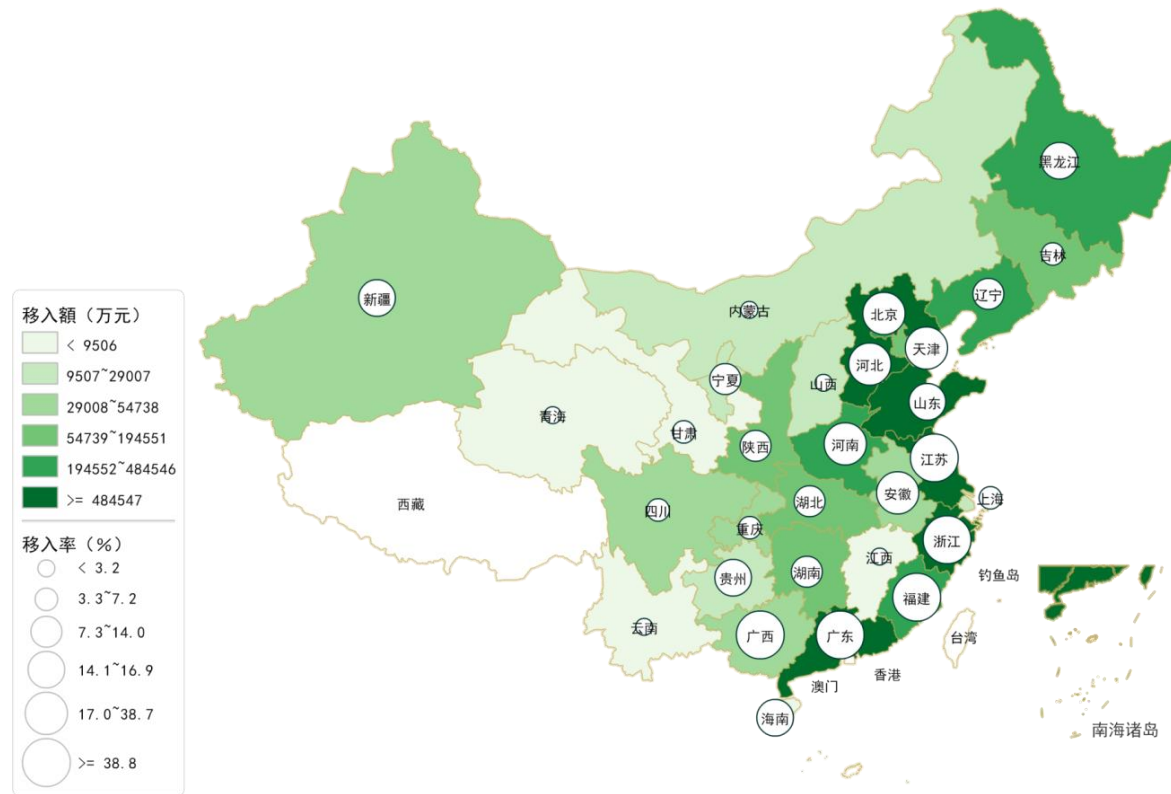 移入額（万元）
< 9506
9507~29007
29008~54738
54739~194551
194552~484546
>= 484547
移入率（%）
< 3.2
3.3~7.2
7.3~14.0
14.1~16.9
17.0~38.7
>= 38.8
黑龙江
吉林
辽宁
新疆
内蒙古
北京
天津
河北
宁夏
山西
山东
青海
甘肃
陕西
河南
江苏
西藏
四川
湖北
安徽
上海
重庆
浙江
江西
贵州
湖南
钓鱼岛
福建
云南
广西
广东
台湾
香港
澳门
海南
南海诸岛